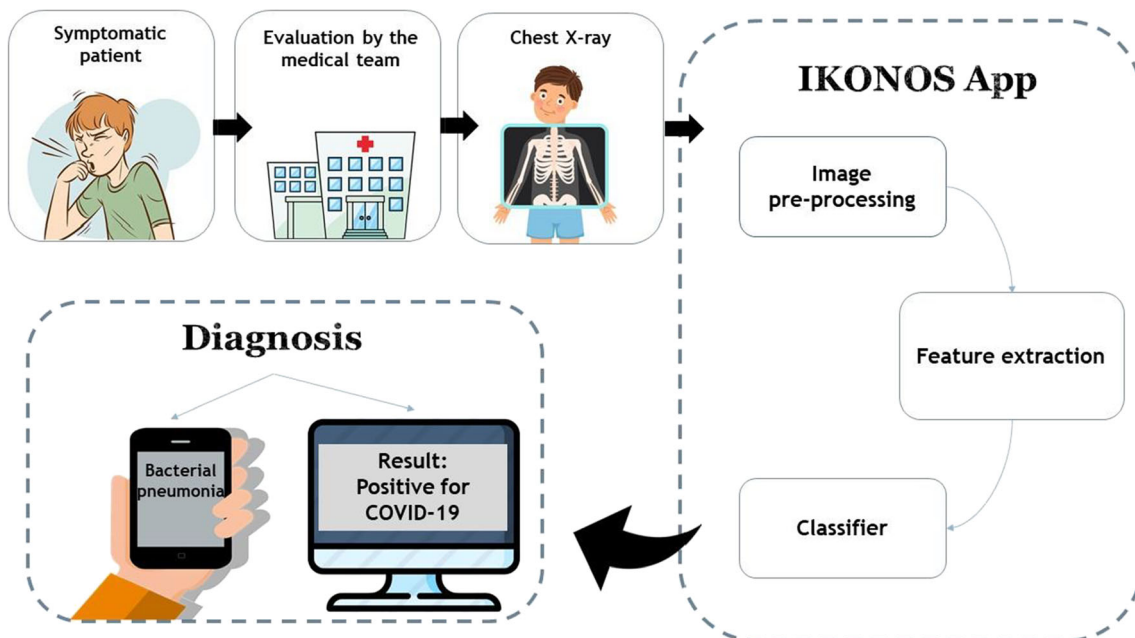 Symptomatic
patient
Evaluation by the
medical team
Chest X-ray
IKONOS App
Image
pre-processing
Feature extraction
Classifier
Diagnosis
Bacterial
pneumonia
Result:
Positive for
COVID-19